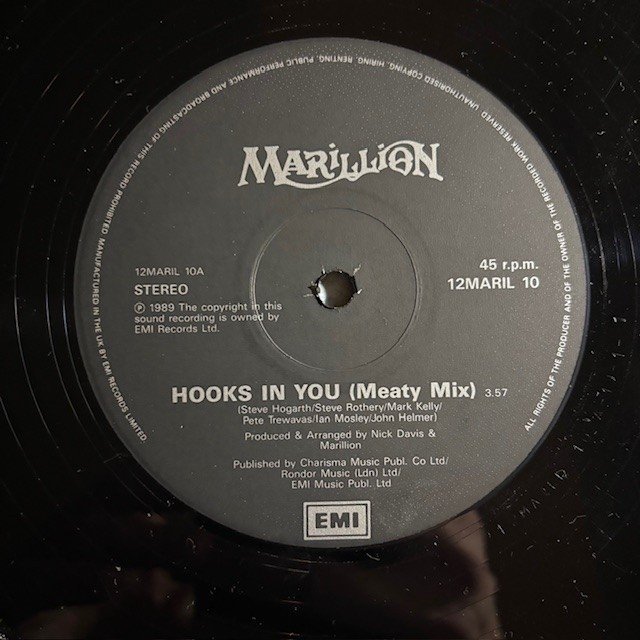 MARILLION
12MARIL 10A
STEREO
℗ 1989 The copyright in this
sound recording is owned by
EMI Records Ltd.
45 r.p.m.
12MARIL 10
HOOKS IN YOU (Meaty Mix) 3.57
(Steve Hogarth/Steve Rothery/Mark Kelly/
Pete Trewavas/Ian Mosley/John Helmer)
Produced & Arranged by Nick Davis &
Marillion
Published by Charisma Music Publ. Co Ltd/
Rondor Music (Ldn) Ltd/
EMI Music Publ. Ltd
EMI
ALL RIGHTS OF THE PRODUCER AND OF THE OWNER OF THE RECORDED WORK RESERVED. UNAUTHORISED COPYING, HIRING, RENTING, PUBLIC PERFORMANCE AND BROADCASTING OF THIS RECORD PROHIBITED. MANUFACTURED IN THE UK BY EMI RECORDS LIMITED.